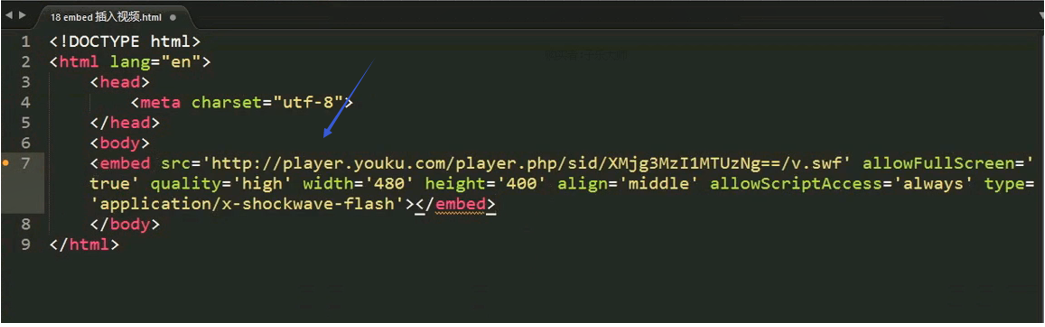 18 embed 插入视频.html
1 <!DOCTYPE html>
2 <html lang="en">
3 <head>
4 <meta charset="utf-8">
5 </head>
6 <body>
7 <embed src='http://player.youku.com/player.php/sid/XMjg3MzI1MTUzNg==/v.swf' allowFullScreen='
true' quality='high' width='480' height='400' align='middle' allowScriptAccess='always' type=
'application/x-shockwave-flash'></embed>
8 </body>
9 </html>